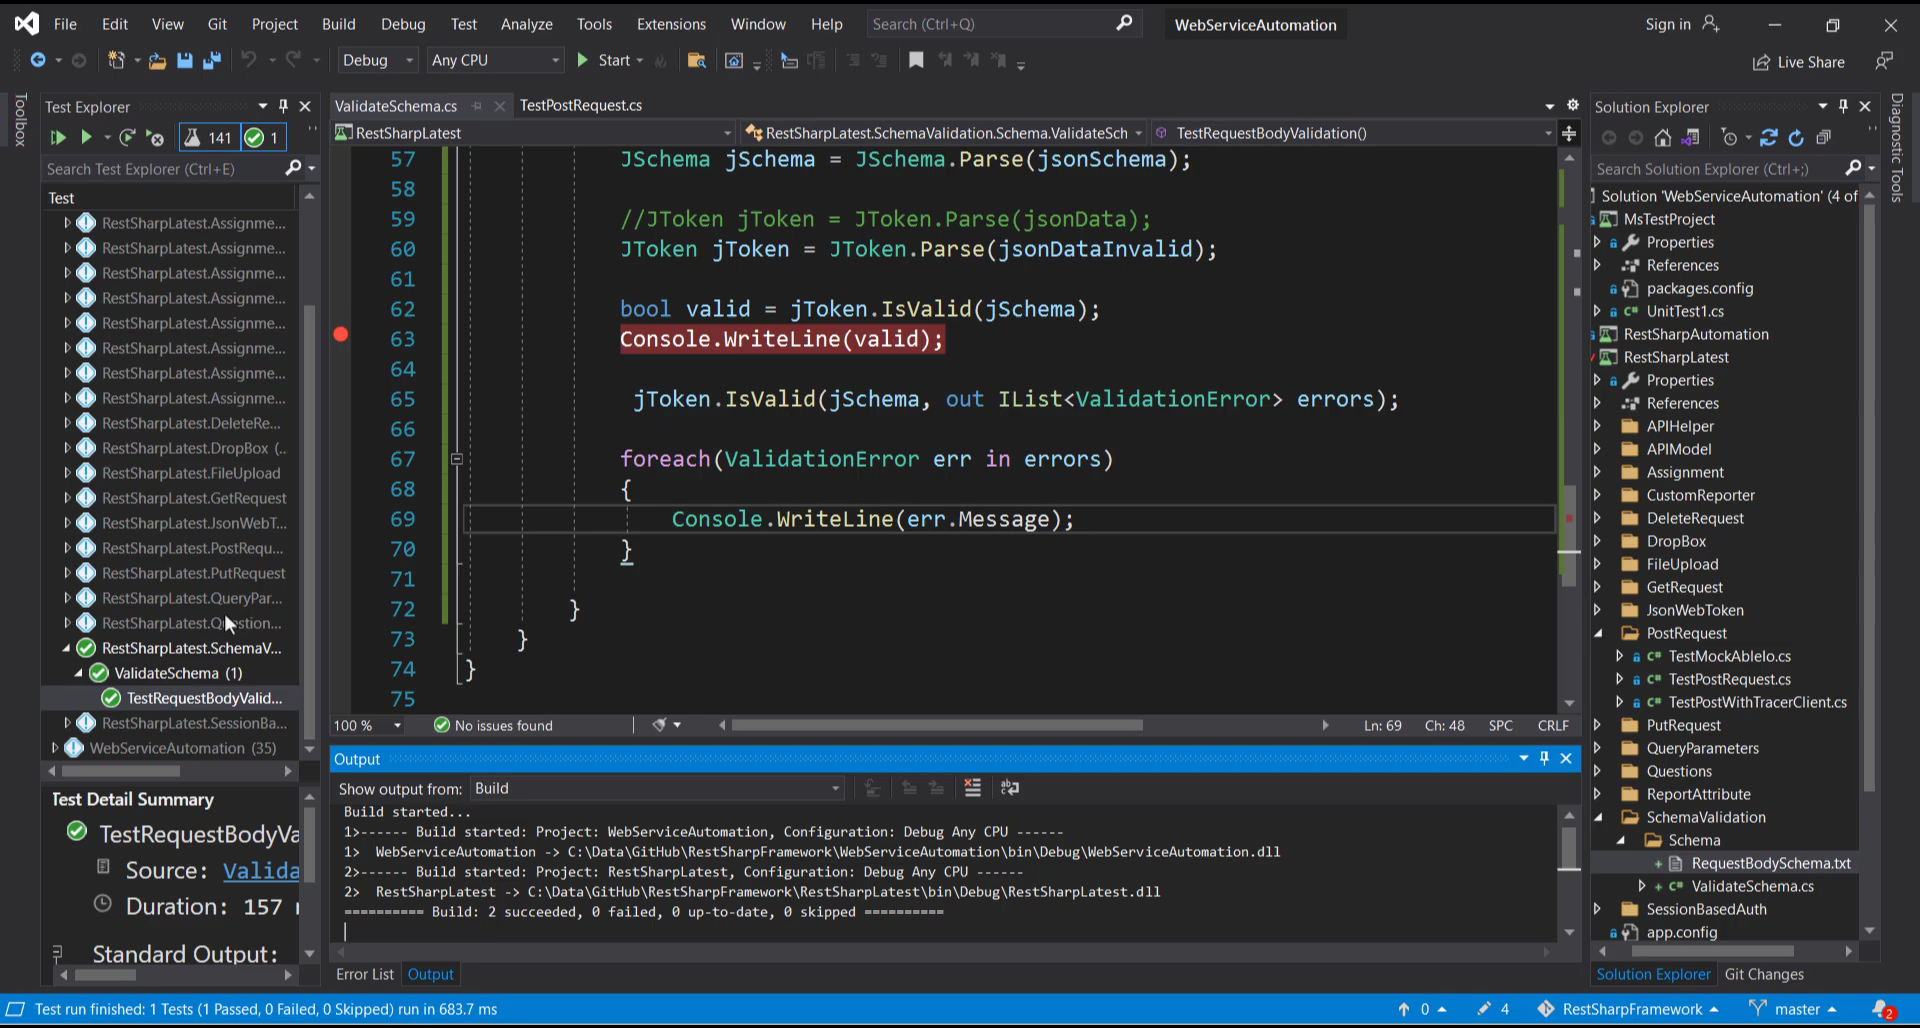 File Edit View Git Project Build Debug Test Analyze Tools Extensions Window Help Search (Ctrl+Q) WebServiceAutomation Sign in
Debug Any CPU Start Live Share
Toolbox
Test Explorer
141 1
Search Test Explorer (Ctrl+E)
Test
RestSharpLatest.Assignme...
RestSharpLatest.Assignme...
RestSharpLatest.Assignme...
RestSharpLatest.Assignme...
RestSharpLatest.Assignme...
RestSharpLatest.Assignme...
RestSharpLatest.Assignme...
RestSharpLatest.Assignme...
RestSharpLatest.DeleteRe...
RestSharpLatest.DropBox (...
RestSharpLatest.FileUpload
RestSharpLatest.GetRequest
RestSharpLatest.JsonWebT...
RestSharpLatest.PostRequ...
RestSharpLatest.PutRequest
RestSharpLatest.QueryPar...
RestSharpLatest.Question...
RestSharpLatest.SchemaV...
ValidateSchema (1)
TestRequestBodyValid...
RestSharpLatest.SessionBa...
WebServiceAutomation (35)
Test Detail Summary
TestRequestBodyVa
Source: Valida
Duration: 157
Standard Output:
ValidateSchema.cs TestPostRequest.cs
RestSharpLatest RestSharpLatest.SchemaValidation.Schema.ValidateSch TestRequestBodyValidation()
57 JSchema jSchema = JSchema.Parse(jsonSchema);
58
59 //JToken jToken = JToken.Parse(jsonData);
60 JToken jToken = JToken.Parse(jsonDataInvalid);
61
62 bool valid = jToken.IsValid(jSchema);
63 Console.WriteLine(valid);
64
65 jToken.IsValid(jSchema, out IList<ValidationError> errors);
66
67 foreach(ValidationError err in errors)
68 {
69 Console.WriteLine(err.Message);
70 }
71
72 }
73 }
74 }
75
100 % No issues found Ln: 69 Ch: 48 SPC CRLF
Output
Show output from: Build
Build started...
1>------ Build started: Project: WebServiceAutomation, Configuration: Debug Any CPU ------
1> WebServiceAutomation -> C:\Data\GitHub\RestSharpFramework\WebServiceAutomation\bin\Debug\WebServiceAutomation.dll
2>------ Build started: Project: RestSharpLatest, Configuration: Debug Any CPU ------
2> RestSharpLatest -> C:\Data\GitHub\RestSharpFramework\RestSharpLatest\bin\Debug\RestSharpLatest.dll
========== Build: 2 succeeded, 0 failed, 0 up-to-date, 0 skipped ==========
Error List Output
Solution Explorer
Search Solution Explorer (Ctrl+;)
Solution 'WebServiceAutomation' (4 of
MsTestProject
Properties
References
packages.config
C# UnitTest1.cs
RestSharpAutomation
RestSharpLatest
Properties
References
APIHelper
APIModel
Assignment
CustomReporter
DeleteRequest
DropBox
FileUpload
GetRequest
JsonWebToken
PostRequest
C# TestMockAbleIo.cs
C# TestPostRequest.cs
C# TestPostWithTracerClient.cs
PutRequest
QueryParameters
Questions
ReportAttribute
SchemaValidation
Schema
+ RequestBodySchema.txt
+ C# ValidateSchema.cs
SessionBasedAuth
app.config
Solution Explorer Git Changes
Diagnostic Tools
Test run finished: 1 Tests (1 Passed, 0 Failed, 0 Skipped) run in 683.7 ms 0 4 RestSharpFramework master 2